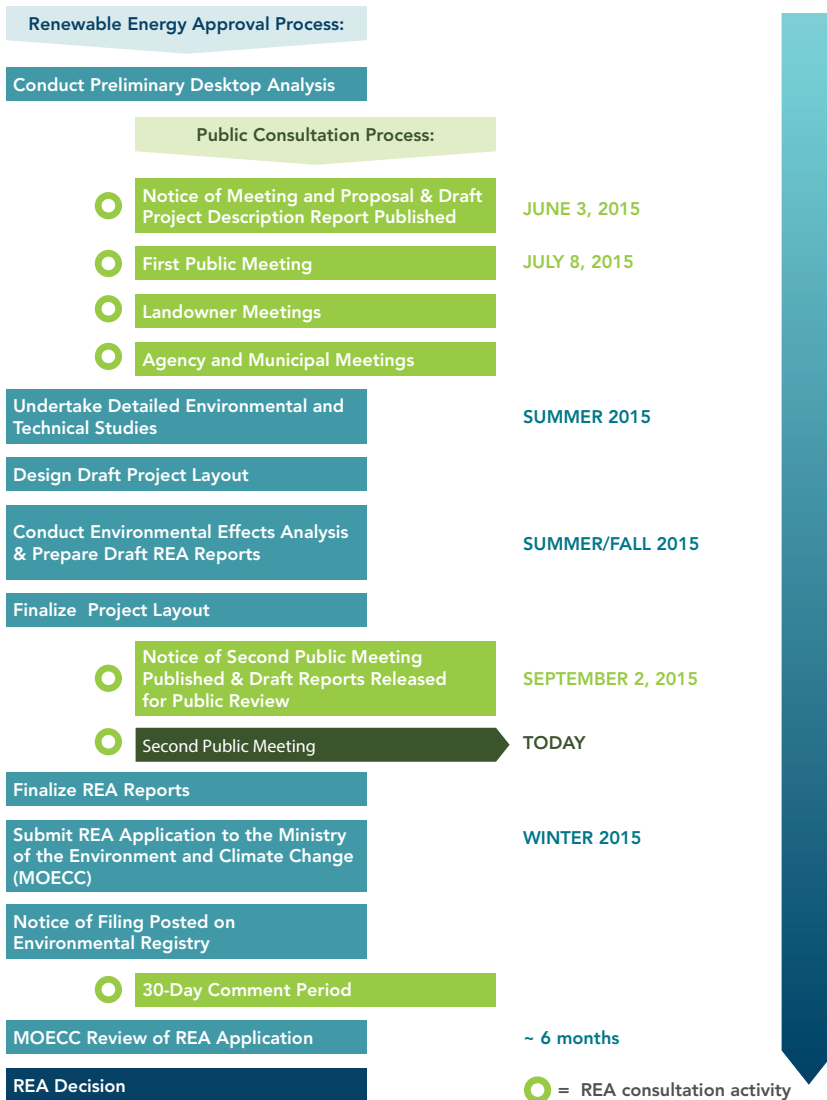 Renewable Energy Approval Process:
Conduct Preliminary Desktop Analysis
Public Consultation Process:
Notice of Meeting and Proposal & Draft
Project Description Report Published
JUNE 3, 2015
First Public Meeting
JULY 8, 2015
Landowner Meetings
Agency and Municipal Meetings
Undertake Detailed Environmental and
Technical Studies
SUMMER 2015
Design Draft Project Layout
Conduct Environmental Effects Analysis
& Prepare Draft REA Reports
SUMMER/FALL 2015
Finalize Project Layout
Notice of Second Public Meeting
Published & Draft Reports Released
for Public Review
SEPTEMBER 2, 2015
Second Public Meeting
TODAY
Finalize REA Reports
Submit REA Application to the Ministry
of the Environment and Climate Change
(MOECC)
WINTER 2015
Notice of Filing Posted on
Environmental Registry
30-Day Comment Period
MOECC Review of REA Application
~ 6 months
REA Decision
= REA consultation activity